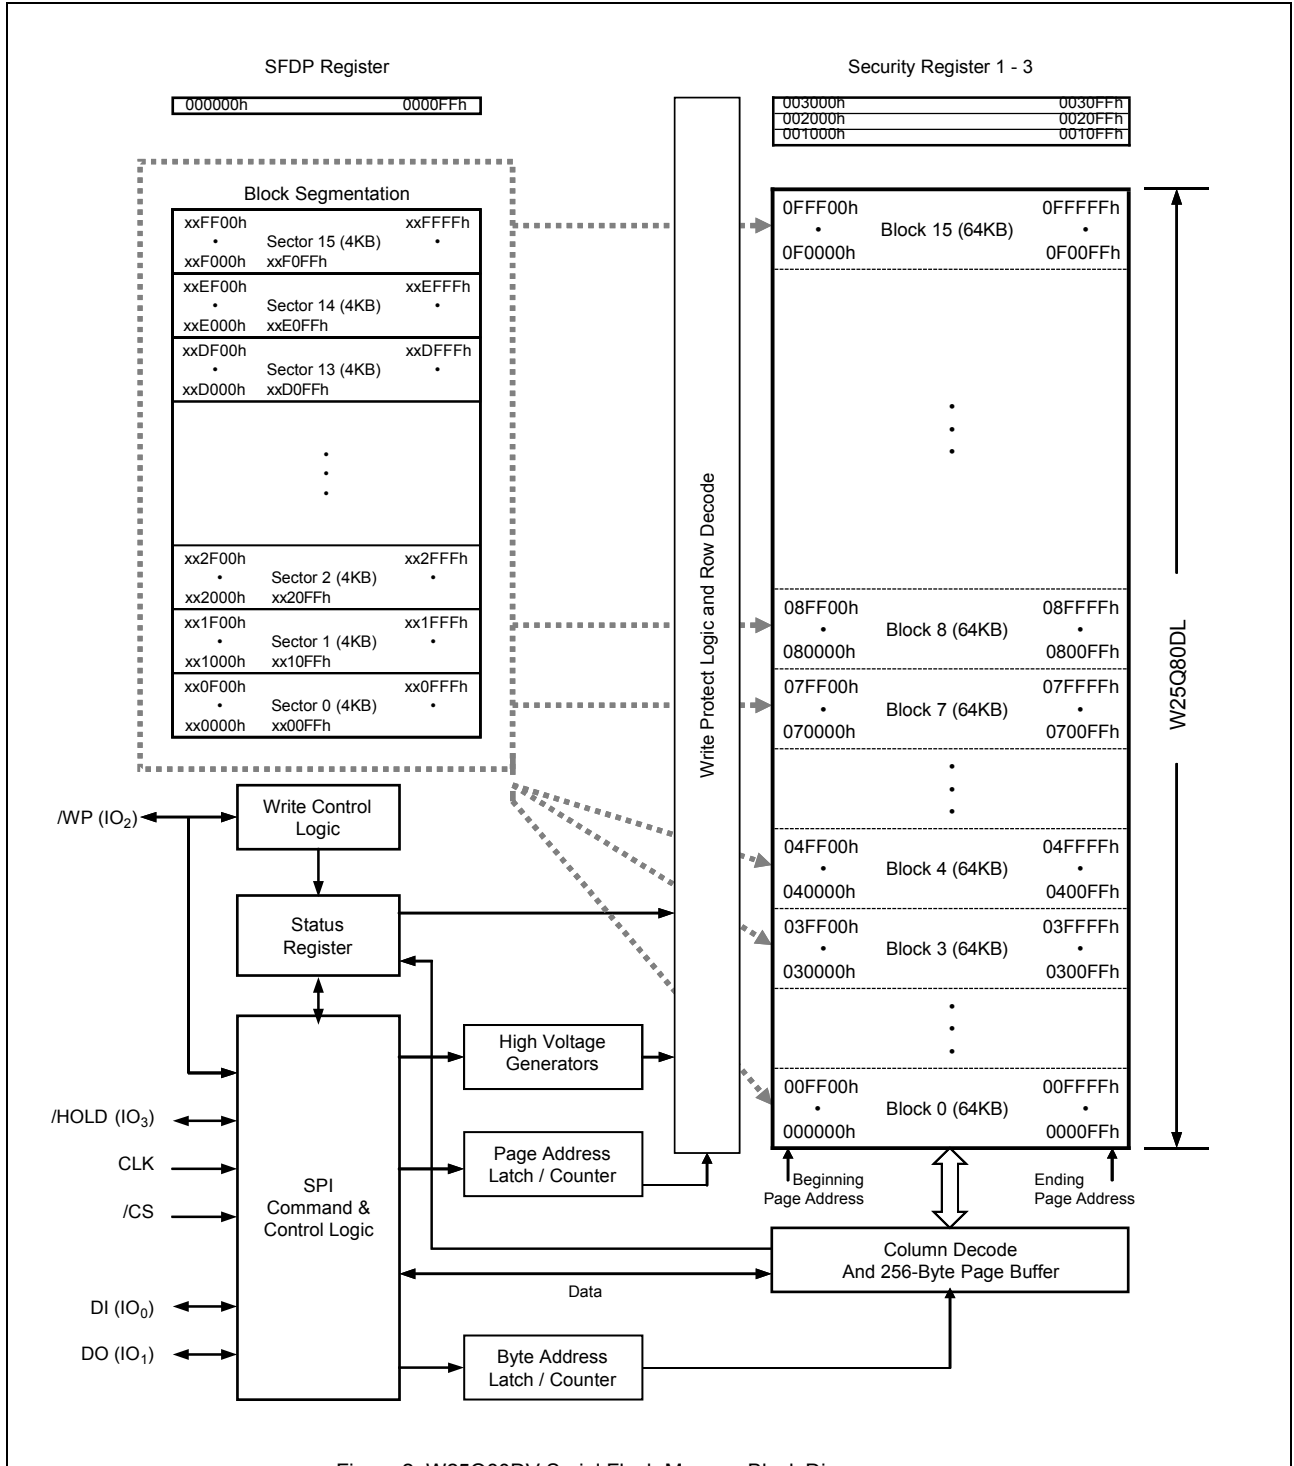 SFDP Register
000000h 0000FFh
Security Register 1 - 3
003000h 0030FFh
002000h 0020FFh
001000h 0010FFh
Block Segmentation
xxFF00h xxFFFFh
• Sector 15 (4KB) •
xxF000h xxF0FFh
xxEF00h xxEFFFh
• Sector 14 (4KB) •
xxE000h xxE0FFh
xxDF00h xxDFFFh
• Sector 13 (4KB) •
xxD000h xxD0FFh
xx2F00h xx2FFFh
• Sector 2 (4KB) •
xx2000h xx20FFh
xx1F00h xx1FFFh
• Sector 1 (4KB) •
xx1000h xx10FFh
xx0F00h xx0FFFh
• Sector 0 (4KB) •
xx0000h xx00FFh
Write Protect Logic and Row Decode
0FFF00h 0FFFFFh
• Block 15 (64KB) •
0F0000h 0F00FFh
08FF00h 08FFFFh
• Block 8 (64KB) •
080000h 0800FFh
07FF00h 07FFFFh
• Block 7 (64KB) •
070000h 0700FFh
04FF00h 04FFFFh
• Block 4 (64KB) •
040000h 0400FFh
03FF00h 03FFFFh
• Block 3 (64KB) •
030000h 0300FFh
00FF00h 00FFFFh
• Block 0 (64KB) •
000000h 0000FFh
W25Q80DL
Beginning
Page Address
Ending
Page Address
/WP (IO2)
Write Control
Logic
Status
Register
High Voltage
Generators
/HOLD (IO3)
CLK
/CS
Page Address
Latch / Counter
SPI
Command &
Control Logic
Column Decode
And 256-Byte Page Buffer
Data
DI (IO0)
DO (IO1)
Byte Address
Latch / Counter